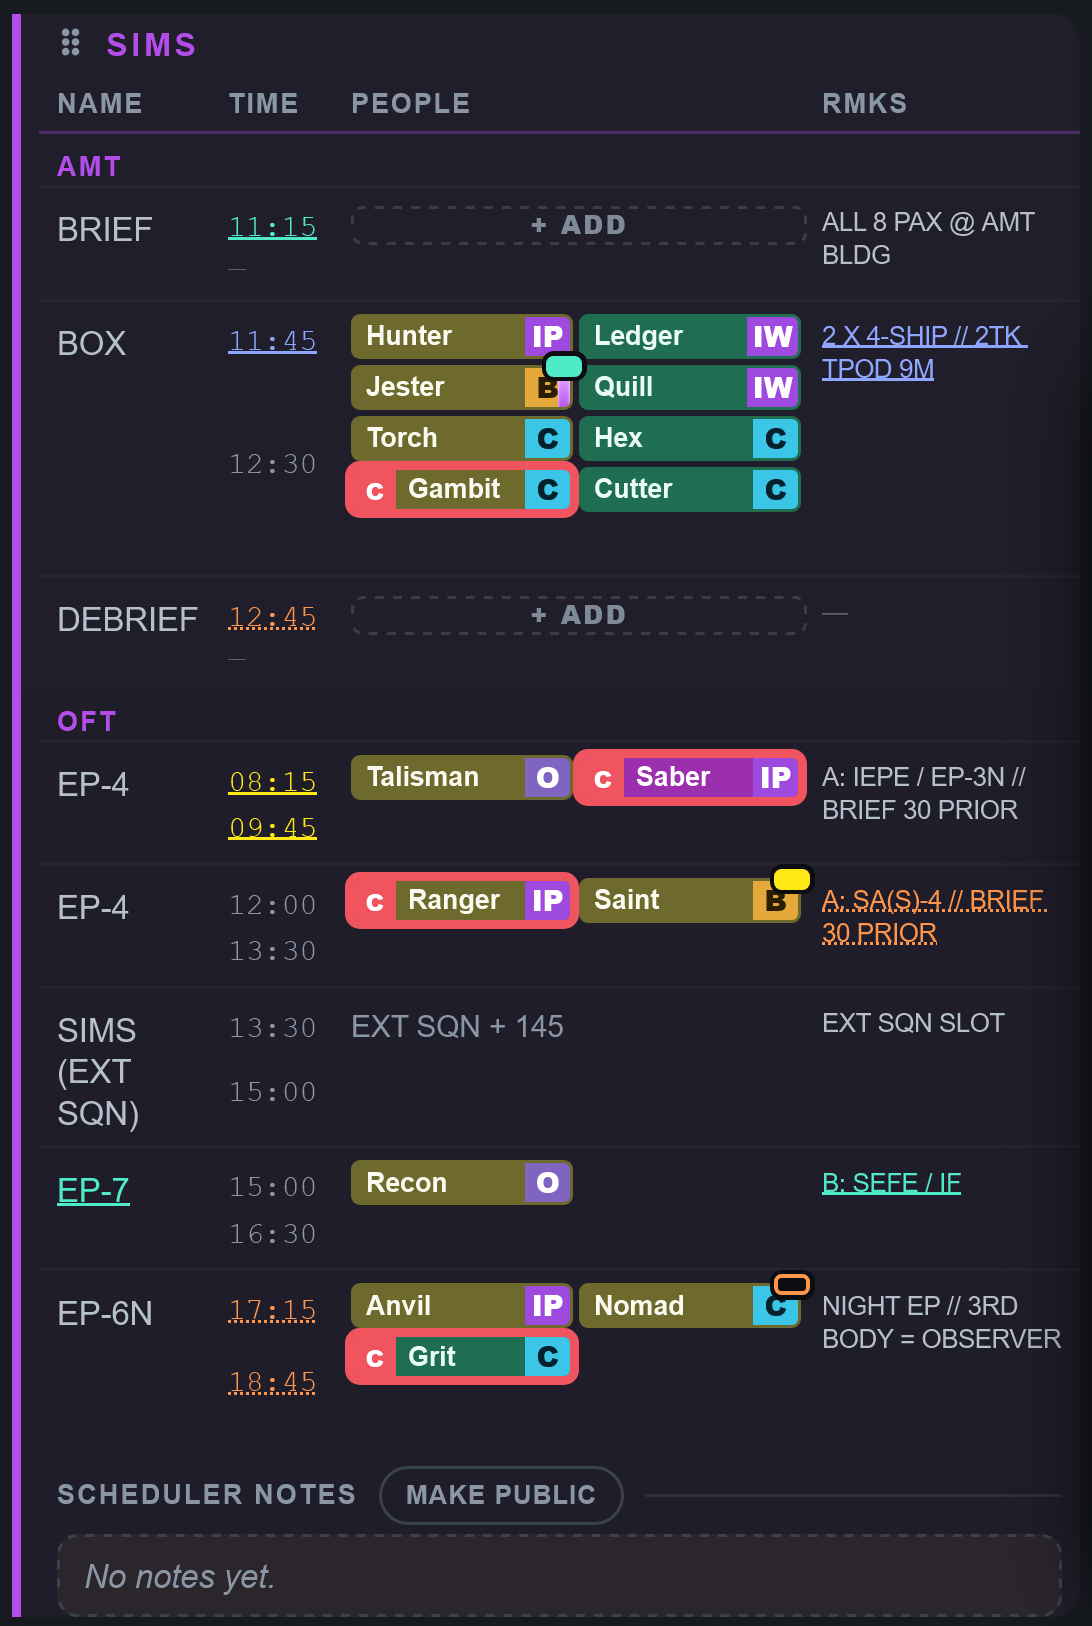 SIMS
NAME TIME PEOPLE RMKS
AMT
BRIEF 11:15 + ADD ALL 8 PAX @ AMT
— BLDG
BOX 11:45 Hunter IP Ledger IW 2 X 4-SHIP // 2TK
Jester B Quill IW TPOD 9M
12:30 Torch C Hex C
c Gambit C Cutter C
DEBRIEF 12:45 + ADD —
—
OFT
EP-4 08:15 Talisman O c Saber IP A: IEPE / EP-3N //
09:45 BRIEF 30 PRIOR
EP-4 12:00 c Ranger IP Saint B A: SA(S)-4 // BRIEF
13:30 30 PRIOR
SIMS 13:30 EXT SQN + 145 EXT SQN SLOT
(EXT 15:00
SQN)
EP-7 15:00 Recon O B: SEFE / IF
16:30
EP-6N 17:15 Anvil IP Nomad C NIGHT EP // 3RD
c Grit C BODY = OBSERVER
18:45
SCHEDULER NOTES MAKE PUBLIC
No notes yet.